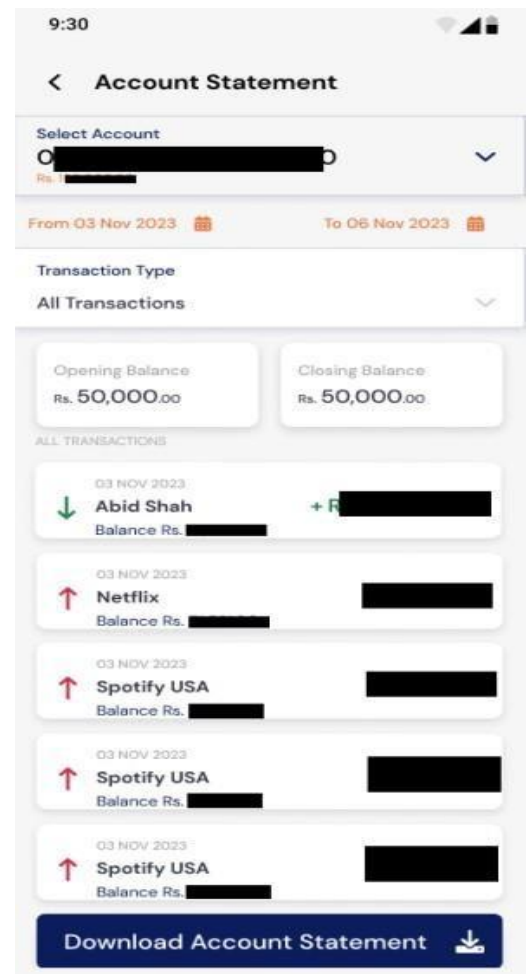 9:30
Account Statement
Select Account
Rs.
From 03 Nov 2023 To 06 Nov 2023
Transaction Type
All Transactions
Opening Balance Closing Balance
Rs. 50,000.00 Rs. 50,000.00
ALL TRANSACTIONS
03 NOV 2023
Abid Shah + R
Balance Rs.
03 NOV 2023
Netflix
Balance Rs.
03 NOV 2023
Spotify USA
Balance Rs.
03 NOV 2023
Spotify USA
Balance Rs.
03 NOV 2023
Spotify USA
Balance Rs.
Download Account Statement